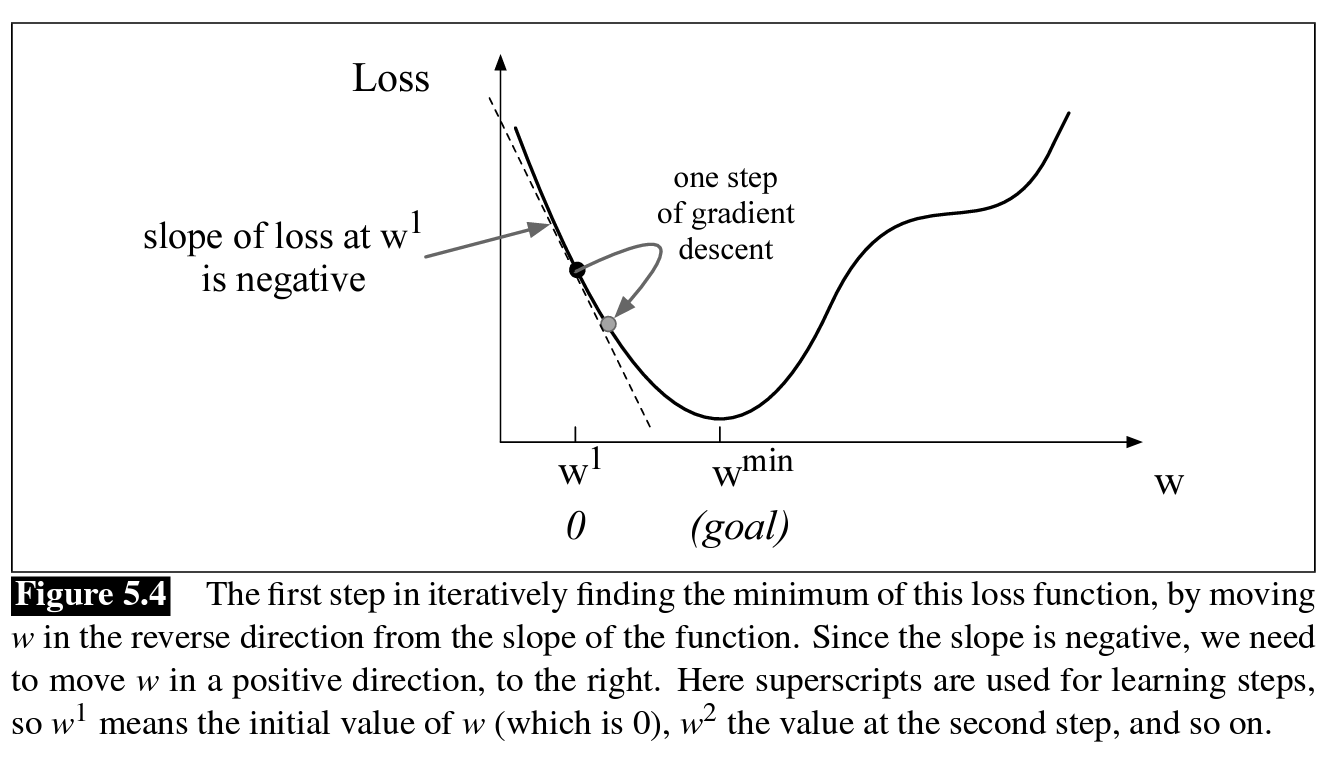 Loss
one step
of gradient
descent
slope of loss at w1
is negative
w1
wmin
w
0
(goal)
Figure 5.4 The first step in iteratively finding the minimum of this loss function, by moving
w in the reverse direction from the slope of the function. Since the slope is negative, we need
to move w in a positive direction, to the right. Here superscripts are used for learning steps,
so w1 means the initial value of w (which is 0), w2 the value at the second step, and so on.